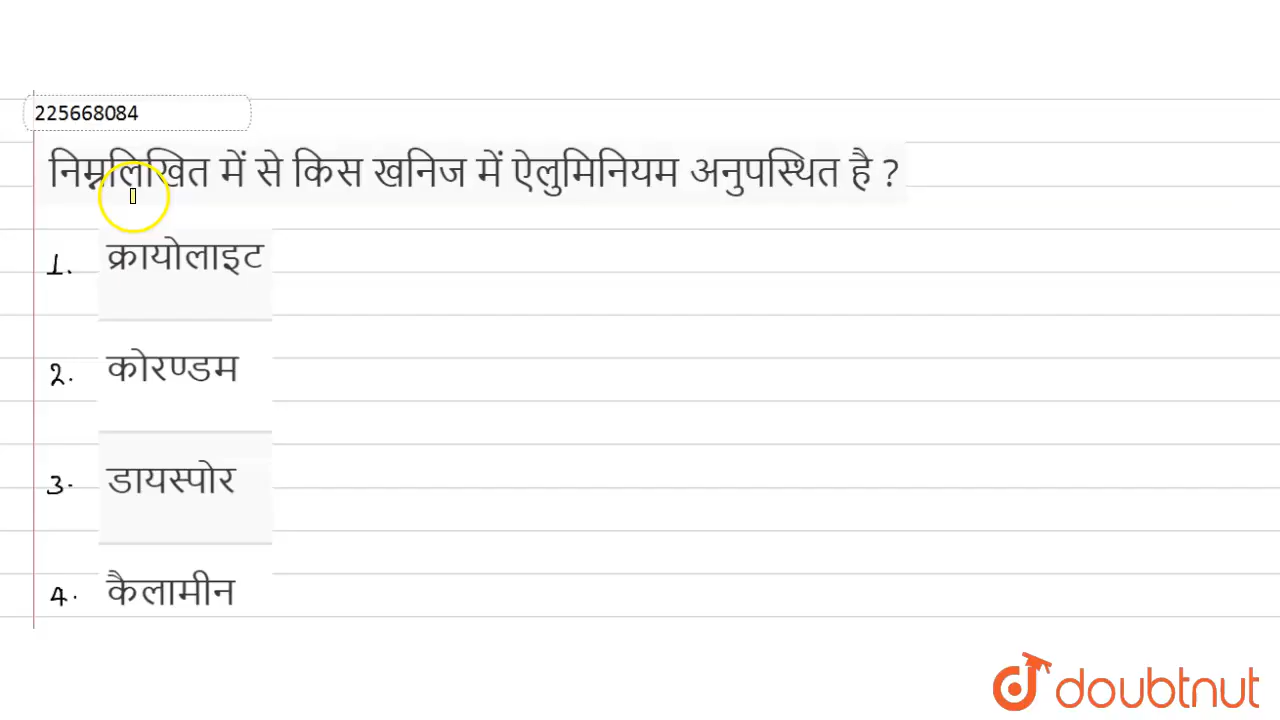 225668084
निम्नलिखित में से किस खनिज में ऐलुमिनियम अनुपस्थित है ?
1. क्रायोलाइट
2. कोरण्डम
3. डायस्पोर
4. कैलामीन
doubtnut